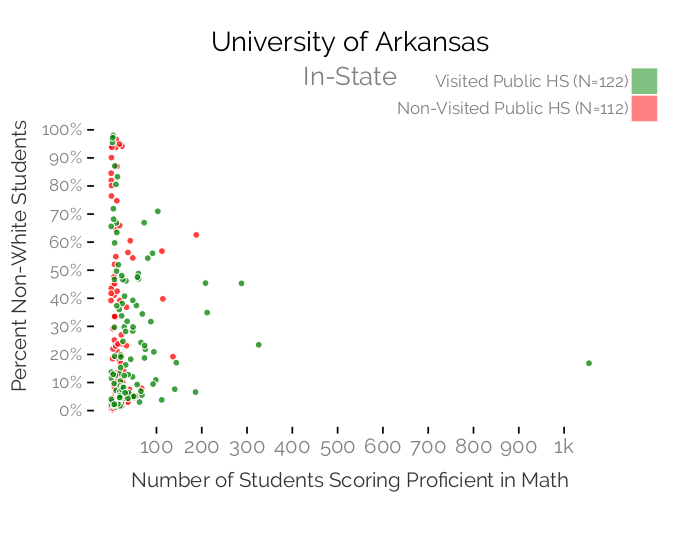 University of Arkansas
In-State
Visited Public HS (N=122)
Non-Visited Public HS (N=112)
Percent Non-White Students
100%
90%
80%
70%
60%
50%
40%
30%
20%
10%
0%
100 200 300 400 500 600 700 800 900 1k
Number of Students Scoring Proficient in Math